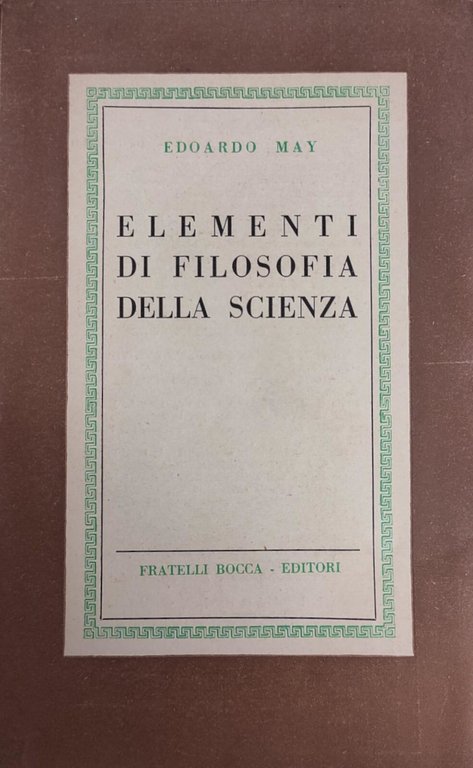 EDOARDO MAY
ELEMENTI
DI FILOSOFIA
DELLA SCIENZA
FRATELLI BOCCA - EDITORI